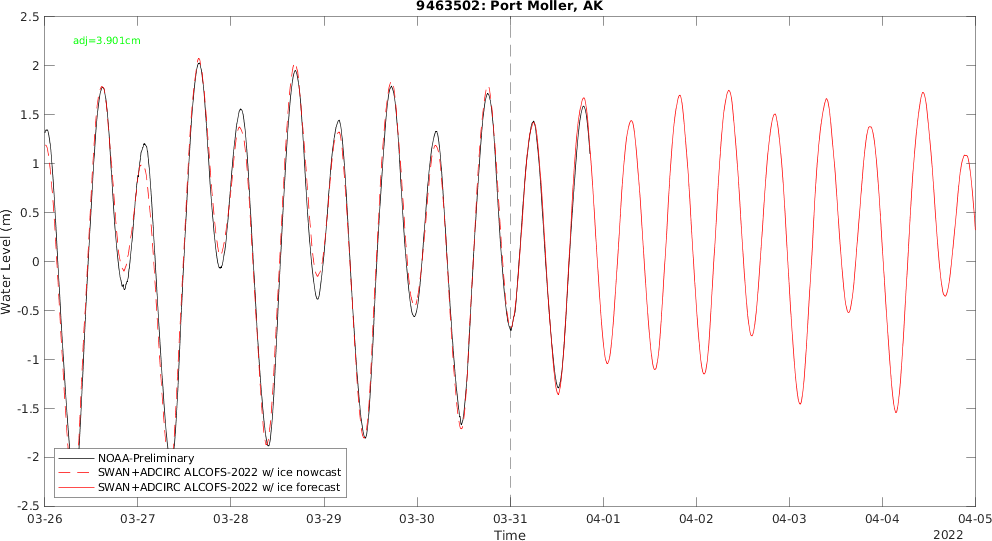 9463502: Port Moller, AK
adj=3.901cm
2.5
2
1.5
1
0.5
0
-0.5
-1
-1.5
-2
-2.5
Water Level (m)
NOAA-Preliminary
SWAN+ADCIRC ALCOFS-2022 w/ ice nowcast
SWAN+ADCIRC ALCOFS-2022 w/ ice forecast
03-26 03-27 03-28 03-29 03-30 03-31 04-01 04-02 04-03 04-04 04-05
Time
2022